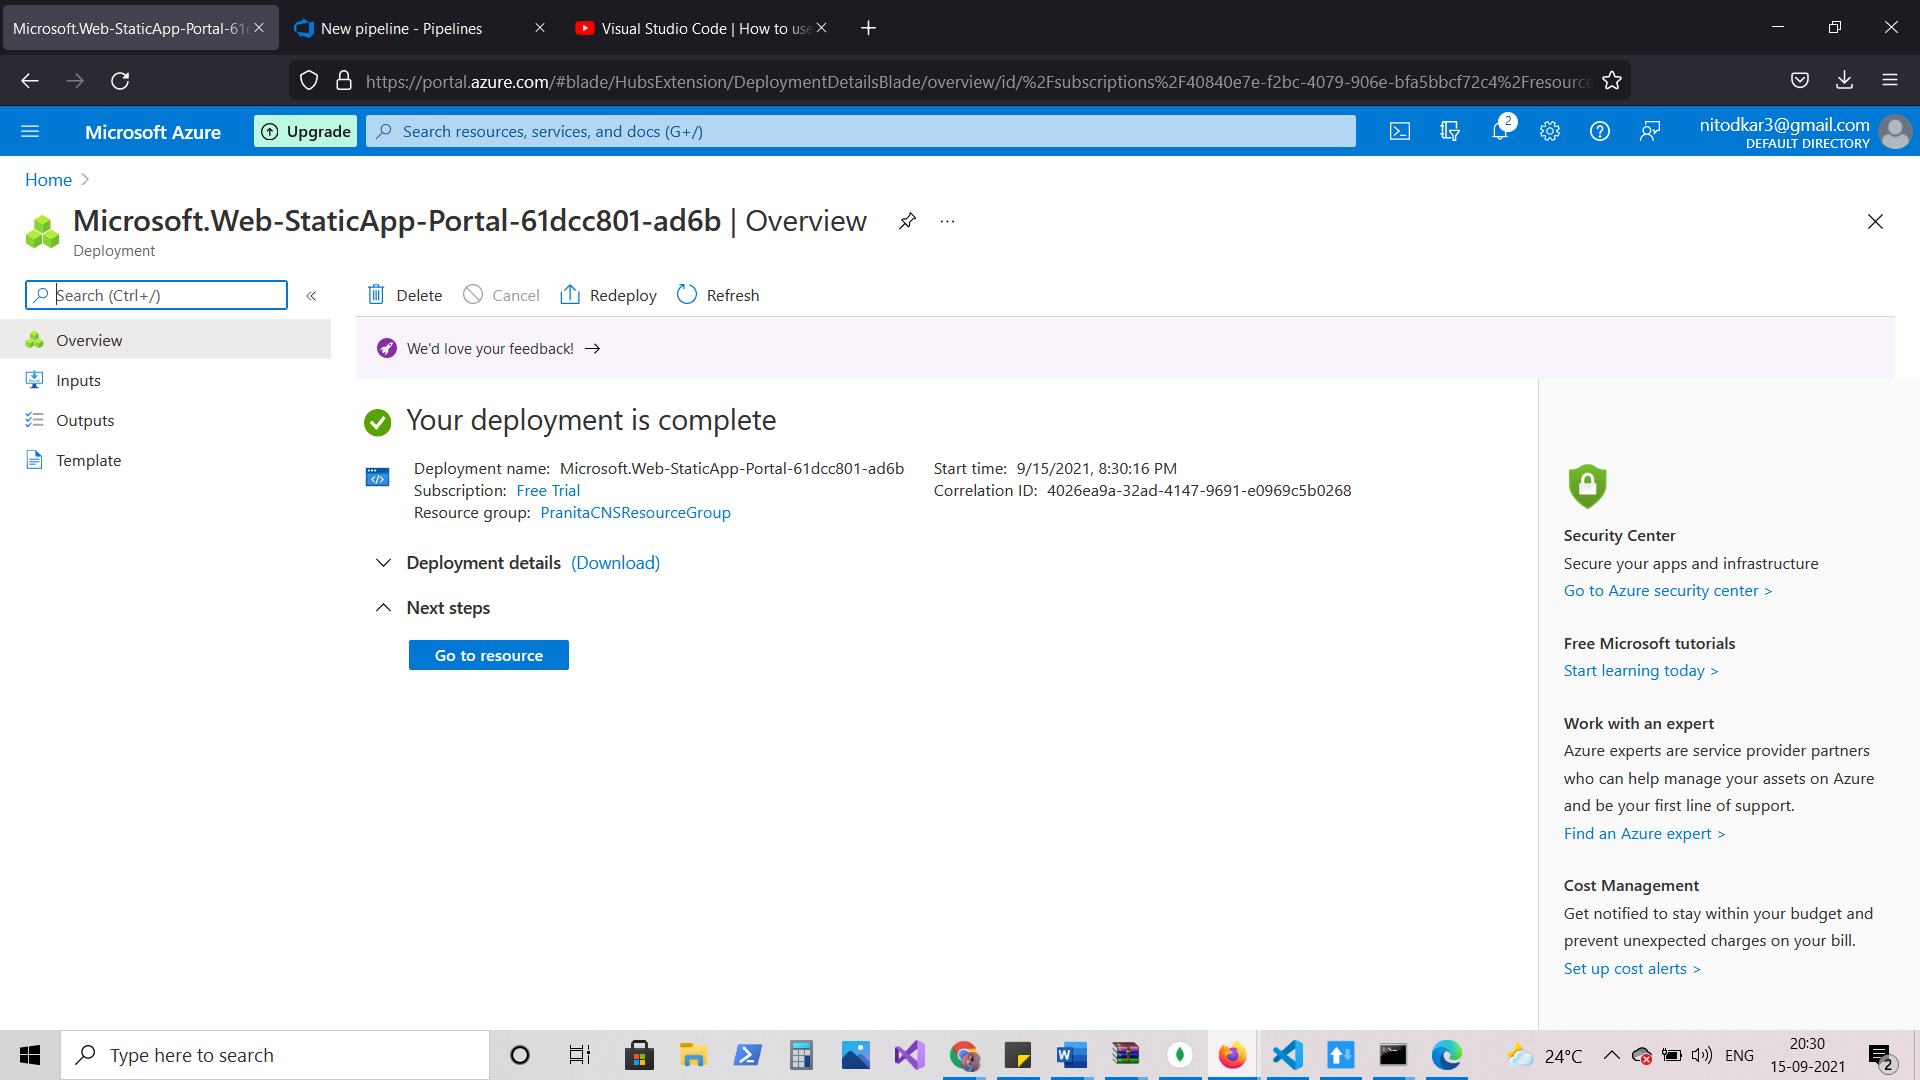 Microsoft.Web-StaticApp-Portal-61dc
New pipeline - Pipelines
Visual Studio Code | How to use
https://portal.azure.com/#blade/HubsExtension/DeploymentDetailsBlade/overview/id/%2Fsubscriptions%2F40840e7e-f2bc-4079-906e-bfa5bbcf72c4%2Fresource
Microsoft Azure
Upgrade
Search resources, services, and docs (G+/)
2
nitodkar3@gmail.com
DEFAULT DIRECTORY
Home
Microsoft.Web-StaticApp-Portal-61dcc801-ad6b | Overview
Deployment
Search (Ctrl+/)
Overview
Inputs
Outputs
Template
Delete
Cancel
Redeploy
Refresh
We'd love your feedback!
Your deployment is complete
Deployment name: Microsoft.Web-StaticApp-Portal-61dcc801-ad6b
Subscription: Free Trial
Resource group: PranitaCNSResourceGroup
Start time: 9/15/2021, 8:30:16 PM
Correlation ID: 4026ea9a-32ad-4147-9691-e0969c5b0268
Deployment details (Download)
Next steps
Go to resource
Security Center
Secure your apps and infrastructure
Go to Azure security center >
Free Microsoft tutorials
Start learning today >
Work with an expert
Azure experts are service provider partners
who can help manage your assets on Azure
and be your first line of support.
Find an Azure expert >
Cost Management
Get notified to stay within your budget and
prevent unexpected charges on your bill.
Set up cost alerts >
Type here to search
24°C
ENG
20:30
15-09-2021
2